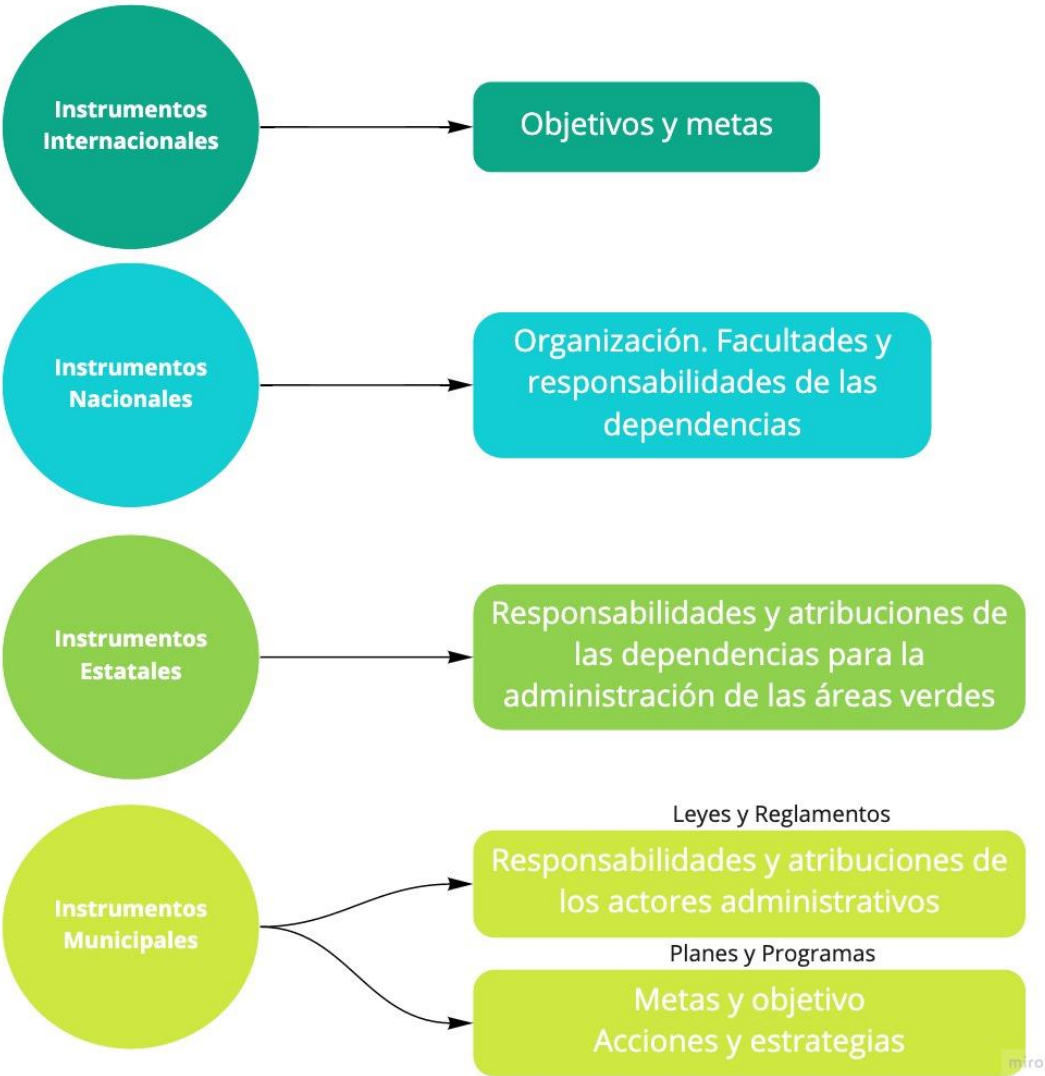 Instrumentos
Internacionales
Objetivos y metas
Instrumentos
Nacionales
Organización. Facultades y
responsabilidades de las
dependencias
Instrumentos
Estatales
Responsabilidades y atribuciones de
las dependencias para la
administración de las áreas verdes
Instrumentos
Municipales
Leyes y Reglamentos
Responsabilidades y atribuciones de
los actores administrativos
Planes y Programas
Metas y objetivo
Acciones y estrategias
miro